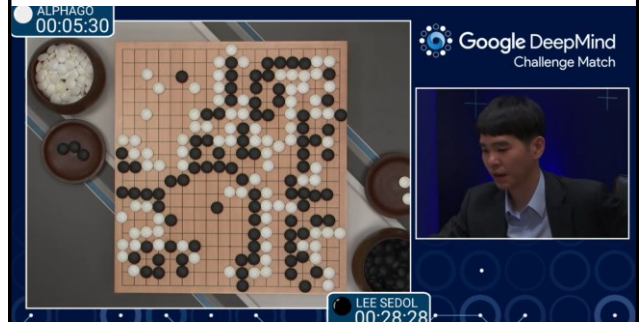 ALPHAGO
00:05:30
Google DeepMind
Challenge Match
LEE SEDOL
00:28:28